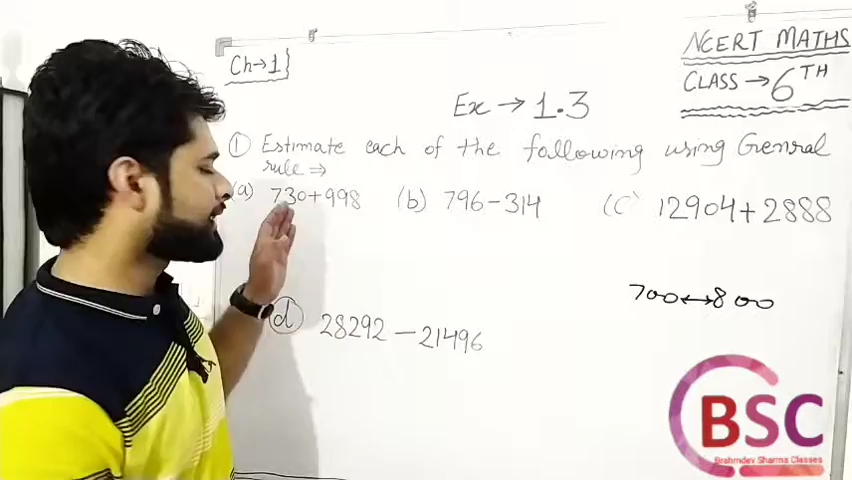 Ch→1}
NCERT MATHS
CLASS → 6TH
Ex → 1.3
① Estimate each of the following using Genral
rule ⇒
(a) 730+998 (b) 796-314 (c) 12904+2888
700↔800
(d) 28292-21496
BSC
Brahmdev Sharma Classes